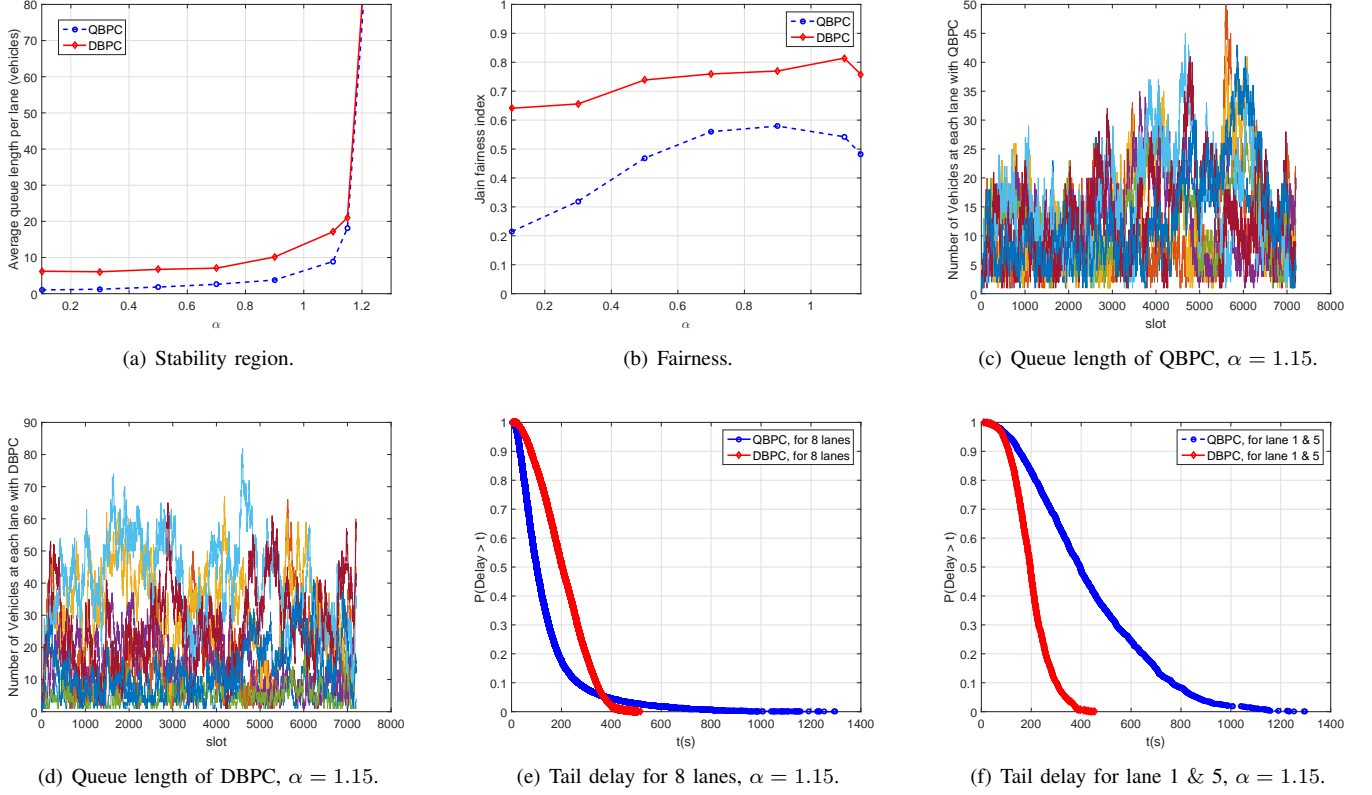 Average queue length per lane (vehicles)
80
70
60
50
40
30
20
10
0
QBPC
DBPC
0.2 0.4 0.6 0.8 1 1.2
α
(a) Stability region.
Jain fairness index
1
0.9
0.8
0.7
0.6
0.5
0.4
0.3
0.2
0.1
0
QBPC
DBPC
0.2 0.4 0.6 0.8 1
α
(b) Fairness.
Number of Vehicles at each lane with QBPC
50
45
40
35
30
25
20
15
10
5
0
0 1000 2000 3000 4000 5000 6000 7000 8000
slot
(c) Queue length of QBPC, α = 1.15.
Number of Vehicles at each lane with DBPC
90
80
70
60
50
40
30
20
10
0
0 1000 2000 3000 4000 5000 6000 7000 8000
slot
(d) Queue length of DBPC, α = 1.15.
P(Delay > t)
1
0.9
0.8
0.7
0.6
0.5
0.4
0.3
0.2
0.1
0
QBPC, for 8 lanes
DBPC, for 8 lanes
0 200 400 600 800 1000 1200 1400
t(s)
(e) Tail delay for 8 lanes, α = 1.15.
P(Delay > t)
1
0.9
0.8
0.7
0.6
0.5
0.4
0.3
0.2
0.1
0
QBPC, for lane 1 & 5
DBPC, for lane 1 & 5
0 200 400 600 800 1000 1200 1400
t(s)
(f) Tail delay for lane 1 & 5, α = 1.15.